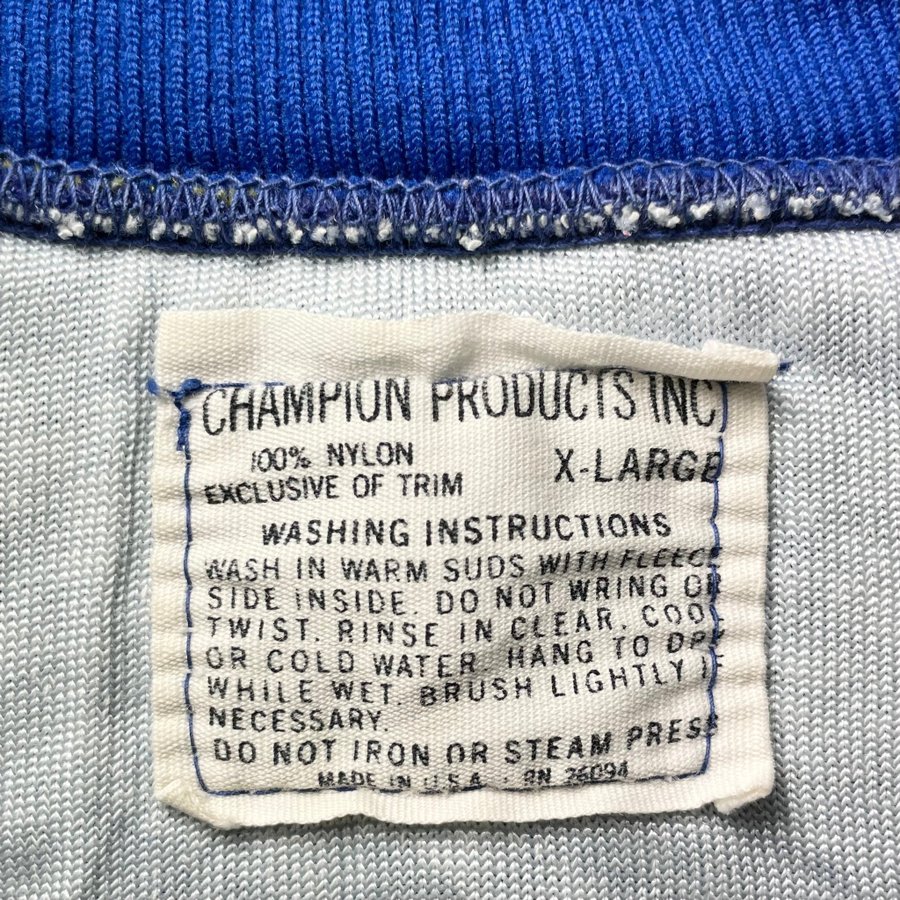 CHAMPION PRODUCTS INC
100% NYLON X-LARGE
EXCLUSIVE OF TRIM
WASHING INSTRUCTIONS
WASH IN WARM SUDS WITH FLEECE
SIDE INSIDE. DO NOT WRING OR
TWIST. RINSE IN CLEAR, COOL
OR COLD WATER. HANG TO DRY
WHILE WET. BRUSH LIGHTLY IF
NECESSARY.
DO NOT IRON OR STEAM PRESS
MADE IN U.S.A. · RN 26094